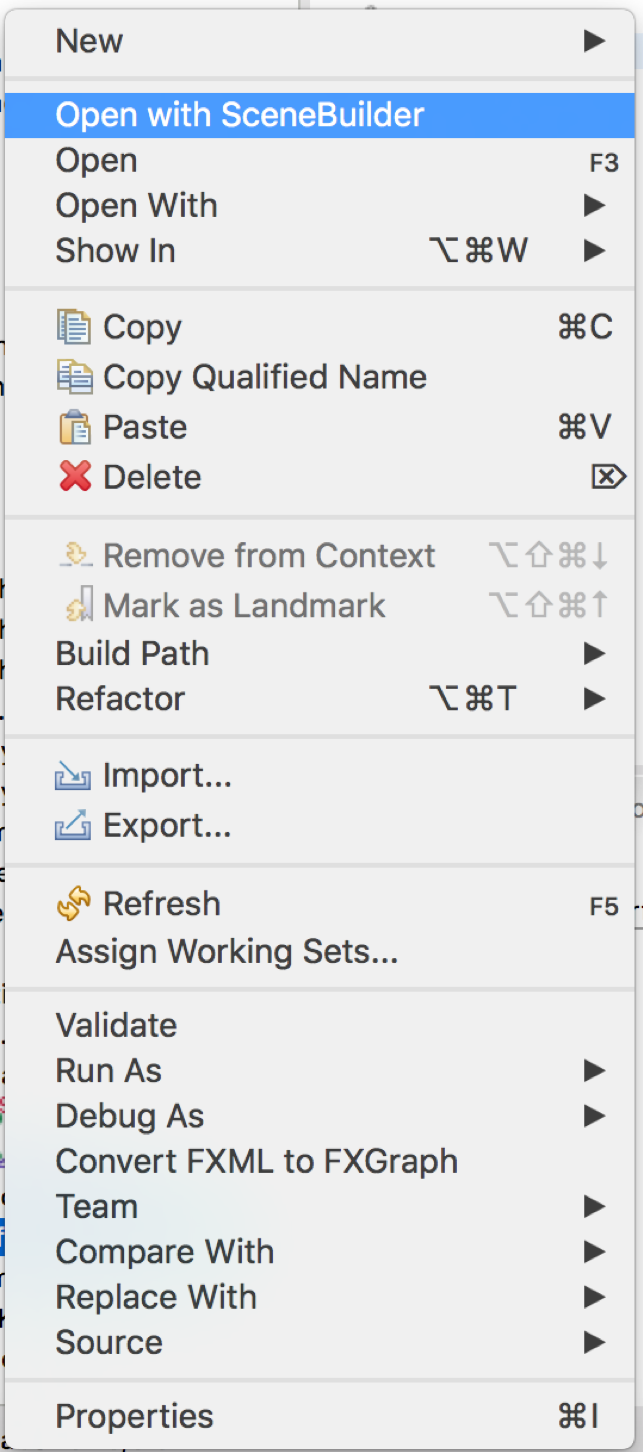 New
Open with SceneBuilder
Open F3
Open With
Show In ⌥⌘W
Copy ⌘C
Copy Qualified Name
Paste ⌘V
Delete ⌦
Remove from Context ⌥⇧⌘↓
Mark as Landmark ⌥⇧⌘↑
Build Path
Refactor ⌥⌘T
Import...
Export...
Refresh F5
Assign Working Sets...
Validate
Run As
Debug As
Convert FXML to FXGraph
Team
Compare With
Replace With
Source
Properties ⌘I